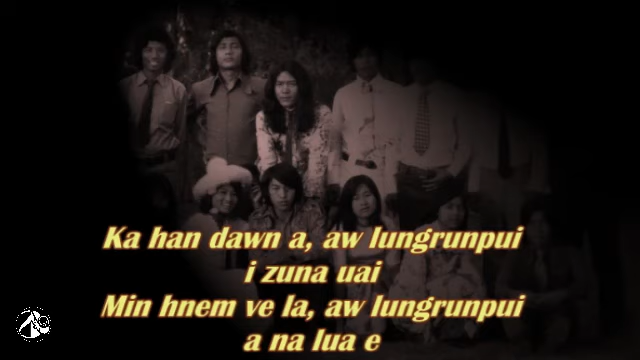 Ka han dawn a, aw lungrunpui
i zuna uai
Min hnem ve la, aw lungrunpui
a na lua e